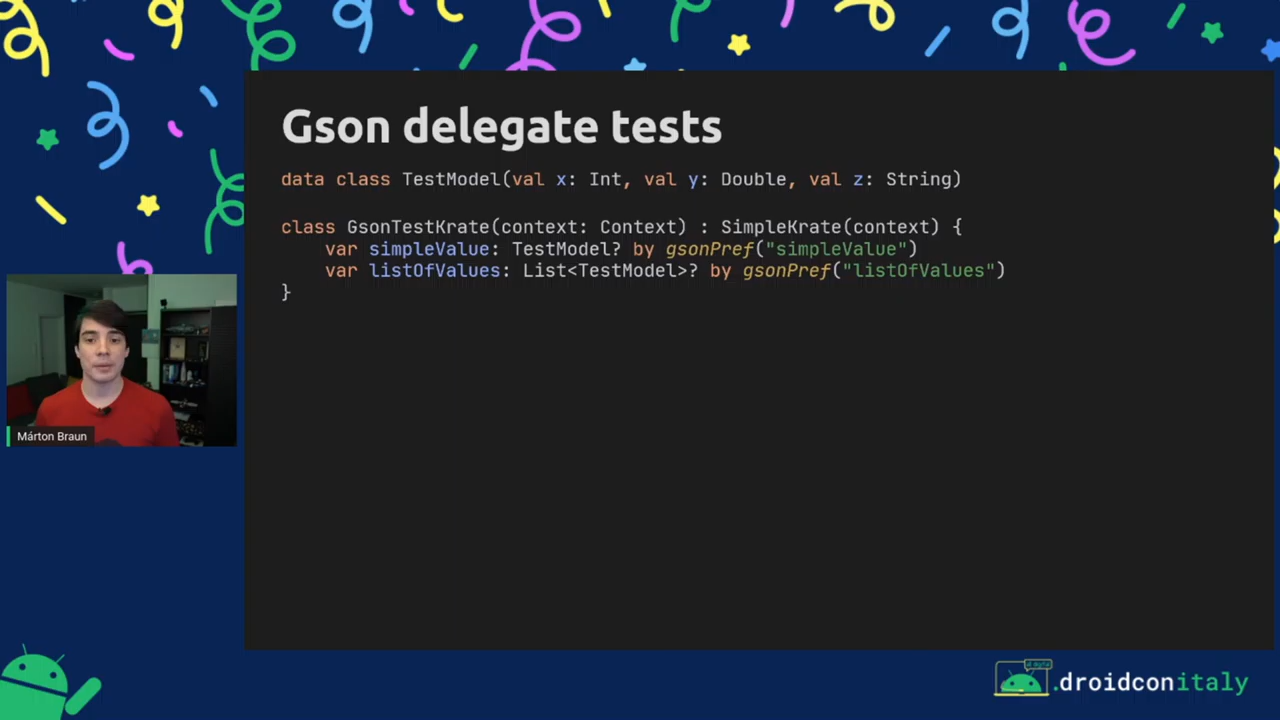 Gson delegate tests
data class TestModel(val x: Int, val y: Double, val z: String)
class GsonTestKrate(context: Context) : SimpleKrate(context) {
    var simpleValue: TestModel? by gsonPref("simpleValue")
    var listOfValues: List<TestModel>? by gsonPref("listOfValues")
}
Márton Braun
.droidconitaly